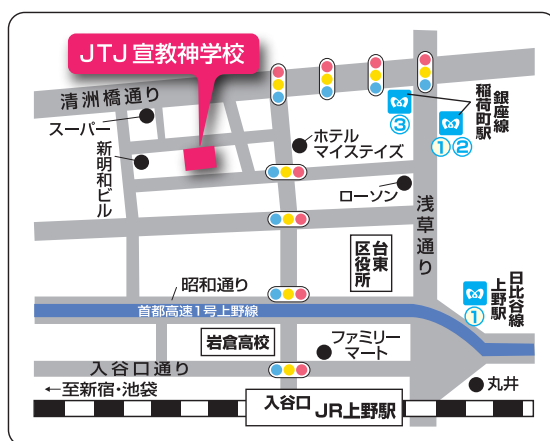 JTJ 宣教神学校
清洲橋通り
スーパー
新明和ビル
ホテル
マイステイズ
③
銀座線
稲荷町駅
①②
ローソン
浅草通り
台東
区役所
昭和通り
首都高速1号上野線
日比谷線
上野駅
①
岩倉高校
ファミリー
マート
入谷口通り
←至新宿・池袋
丸井
入谷口
JR上野駅